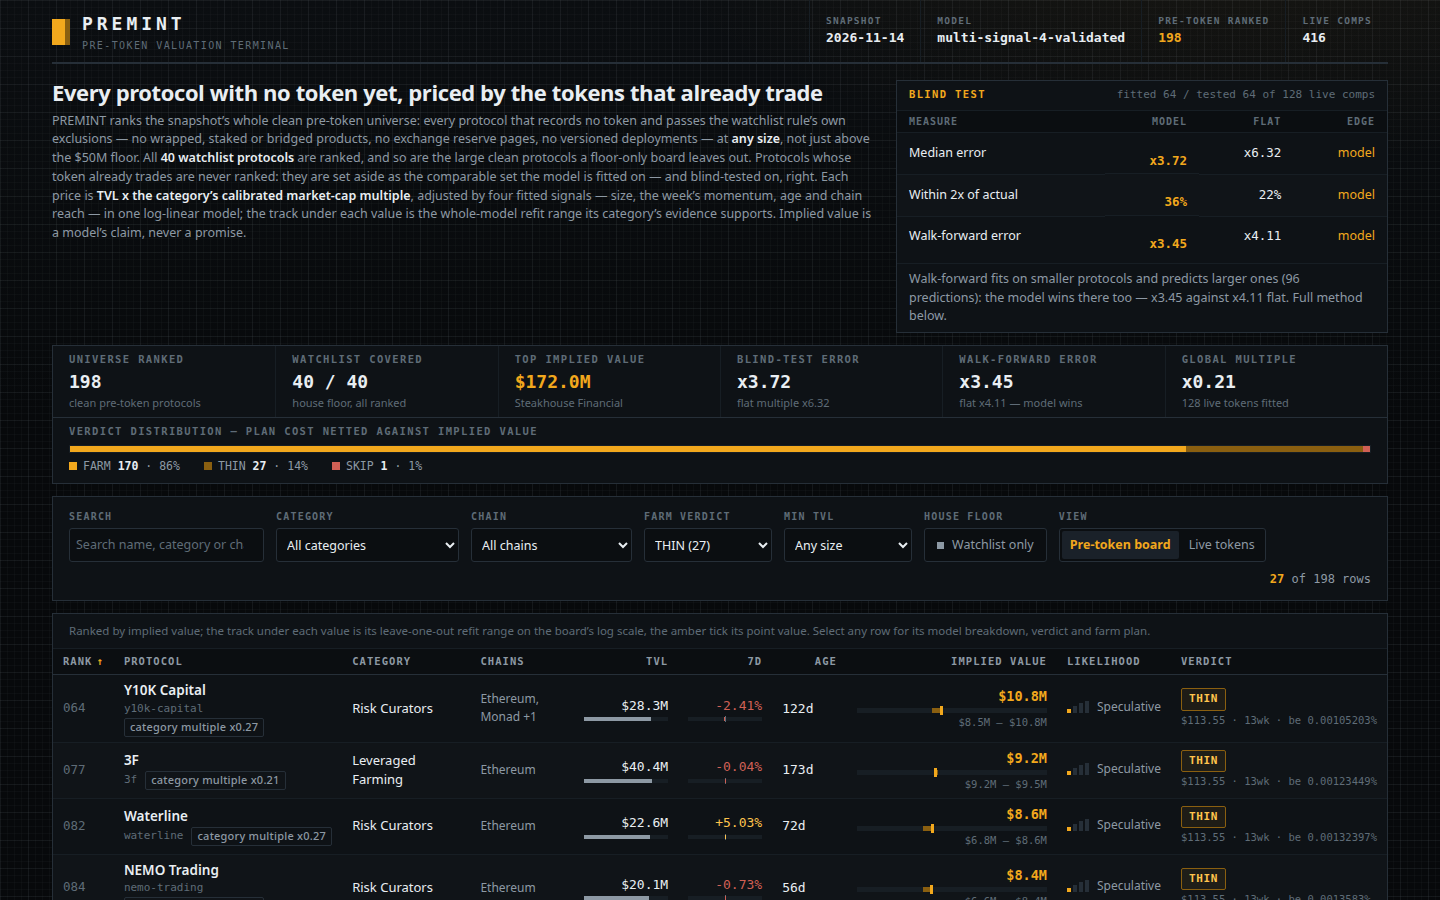 PREMINT
PRE-TOKEN VALUATION TERMINAL
SNAPSHOT
2026-11-14
MODEL
multi-signal-4-validated
PRE-TOKEN RANKED
198
LIVE COMPS
416
Every protocol with no token yet, priced by the tokens that already trade
PREMINT ranks the snapshot's whole clean pre-token universe: every protocol that records no token and passes the watchlist rule's own
exclusions — no wrapped, staked or bridged products, no exchange reserve pages, no versioned deployments — at any size, not just above
the $50M floor. All 40 watchlist protocols are ranked, and so are the large clean protocols a floor-only board leaves out. Protocols whose
token already trades are never ranked: they are set aside as the comparable set the model is fitted on — and blind-tested on, right. Each
price is TVL x the category's calibrated market-cap multiple, adjusted by four fitted signals — size, the week's momentum, age and chain
reach — in one log-linear model; the track under each value is the whole-model refit range its category's evidence supports. Implied value is
a model's claim, never a promise.
BLIND TEST fitted 64 / tested 64 of 128 live comps
MEASURE MODEL FLAT EDGE
Median error x3.72 x6.32 model
Within 2x of actual 36% 22% model
Walk-forward error x3.45 x4.11 model
Walk-forward fits on smaller protocols and predicts larger ones (96
predictions): the model wins there too — x3.45 against x4.11 flat. Full method
below.
UNIVERSE RANKED
198
clean pre-token protocols
WATCHLIST COVERED
40 / 40
house floor, all ranked
TOP IMPLIED VALUE
$172.0M
Steakhouse Financial
BLIND-TEST ERROR
x3.72
flat multiple x6.32
WALK-FORWARD ERROR
x3.45
flat x4.11 — model wins
GLOBAL MULTIPLE
x0.21
128 live tokens fitted
VERDICT DISTRIBUTION — PLAN COST NETTED AGAINST IMPLIED VALUE
FARM 170 · 86% THIN 27 · 14% SKIP 1 · 1%
SEARCH
Search name, category or ch
CATEGORY
All categories
CHAIN
All chains
FARM VERDICT
THIN (27)
MIN TVL
Any size
HOUSE FLOOR
Watchlist only
VIEW
Pre-token board Live tokens
27 of 198 rows
Ranked by implied value; the track under each value is its leave-one-out refit range on the board's log scale, the amber tick its point value. Select any row for its model breakdown, verdict and farm plan.
RANK ↑ PROTOCOL CATEGORY CHAINS TVL 7D AGE IMPLIED VALUE LIKELIHOOD VERDICT
064
Y10K Capital
y10k-capital
category multiple x0.27
Risk Curators
Ethereum,
Monad +1
$28.3M
-2.41%
122d
$10.8M
$8.5M — $10.8M
Speculative
THIN
$113.55 · 13wk · be 0.00105203%
077
3F
3f category multiple x0.21
Leveraged
Farming
Ethereum
$40.4M
-0.04%
173d
$9.2M
$9.2M — $9.5M
Speculative
THIN
$113.55 · 13wk · be 0.00123449%
082
Waterline
waterline category multiple x0.27
Risk Curators
Ethereum
$22.6M
+5.03%
72d
$8.6M
$6.8M — $8.6M
Speculative
THIN
$113.55 · 13wk · be 0.00132397%
084
NEMO Trading
nemo-trading
Risk Curators
Ethereum
$20.1M
-0.73%
56d
$8.4M
Speculative
THIN